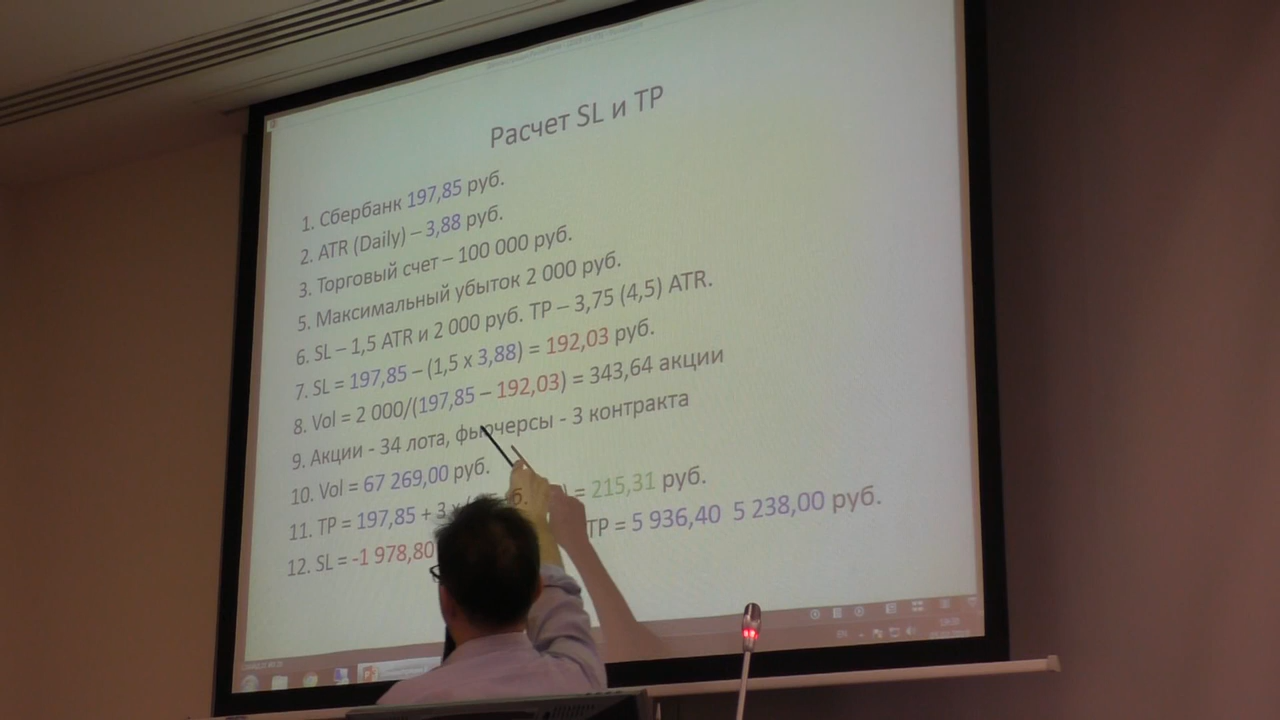 Расчет SL и TP
1. Сбербанк 197,85 руб.
2. ATR (Daily) – 3,88 руб.
3. Торговый счет – 100 000 руб.
5. Максимальный убыток 2 000 руб.
6. SL – 1,5 ATR и 2 000 руб. TP – 3,75 (4,5) ATR.
7. SL = 197,85 – (1,5 x 3,88) = 192,03 руб.
8. Vol = 2 000/(197,85 – 192,03) = 343,64 акции
9. Акции - 34 лота, фьючерсы - 3 контракта
10. Vol = 67 269,00 руб.
11. TP = 197,85 + 3 x ) = 215,31 руб.
12. SL = -1 978,80 TP = 5 936,40 5 238,00 руб.
EN